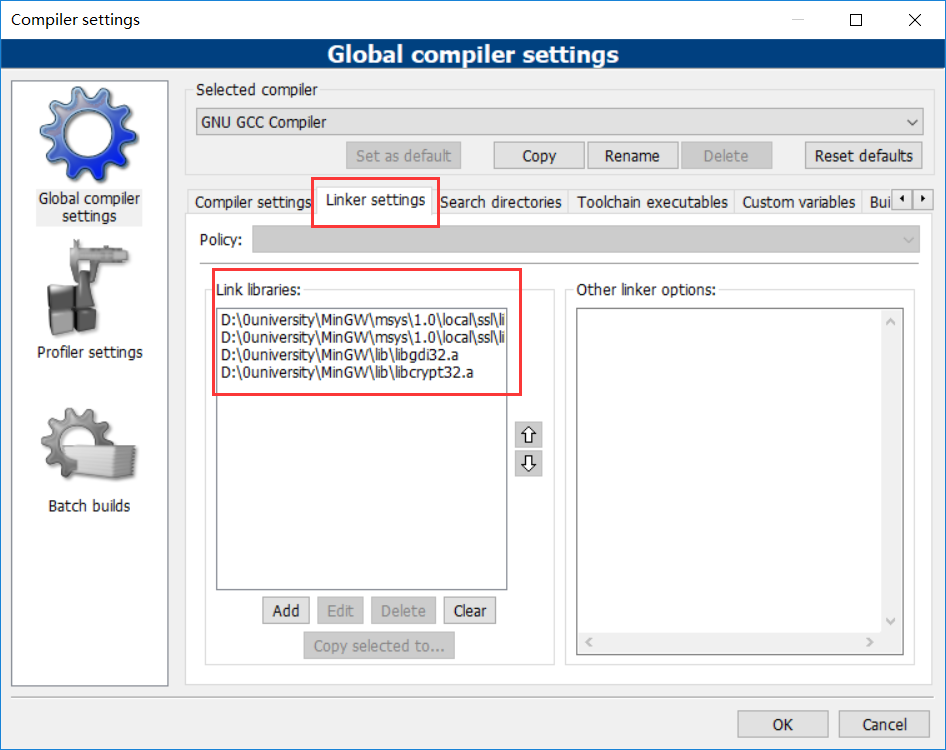 Compiler settings
Global compiler settings
Global compiler
settings
Profiler settings
Batch builds
Selected compiler
GNU GCC Compiler
Set as default
Copy
Rename
Delete
Reset defaults
Compiler settings
Linker settings
Search directories
Toolchain executables
Custom variables
Bui
Policy:
Link libraries:
D:\0university\MinGW\msys\1.0\local\ssl\li
D:\0university\MinGW\msys\1.0\local\ssl\li
D:\0university\MinGW\lib\libgdi32.a
D:\0university\MinGW\lib\libcrypt32.a
Add
Edit
Delete
Clear
Copy selected to...
Other linker options:
OK
Cancel